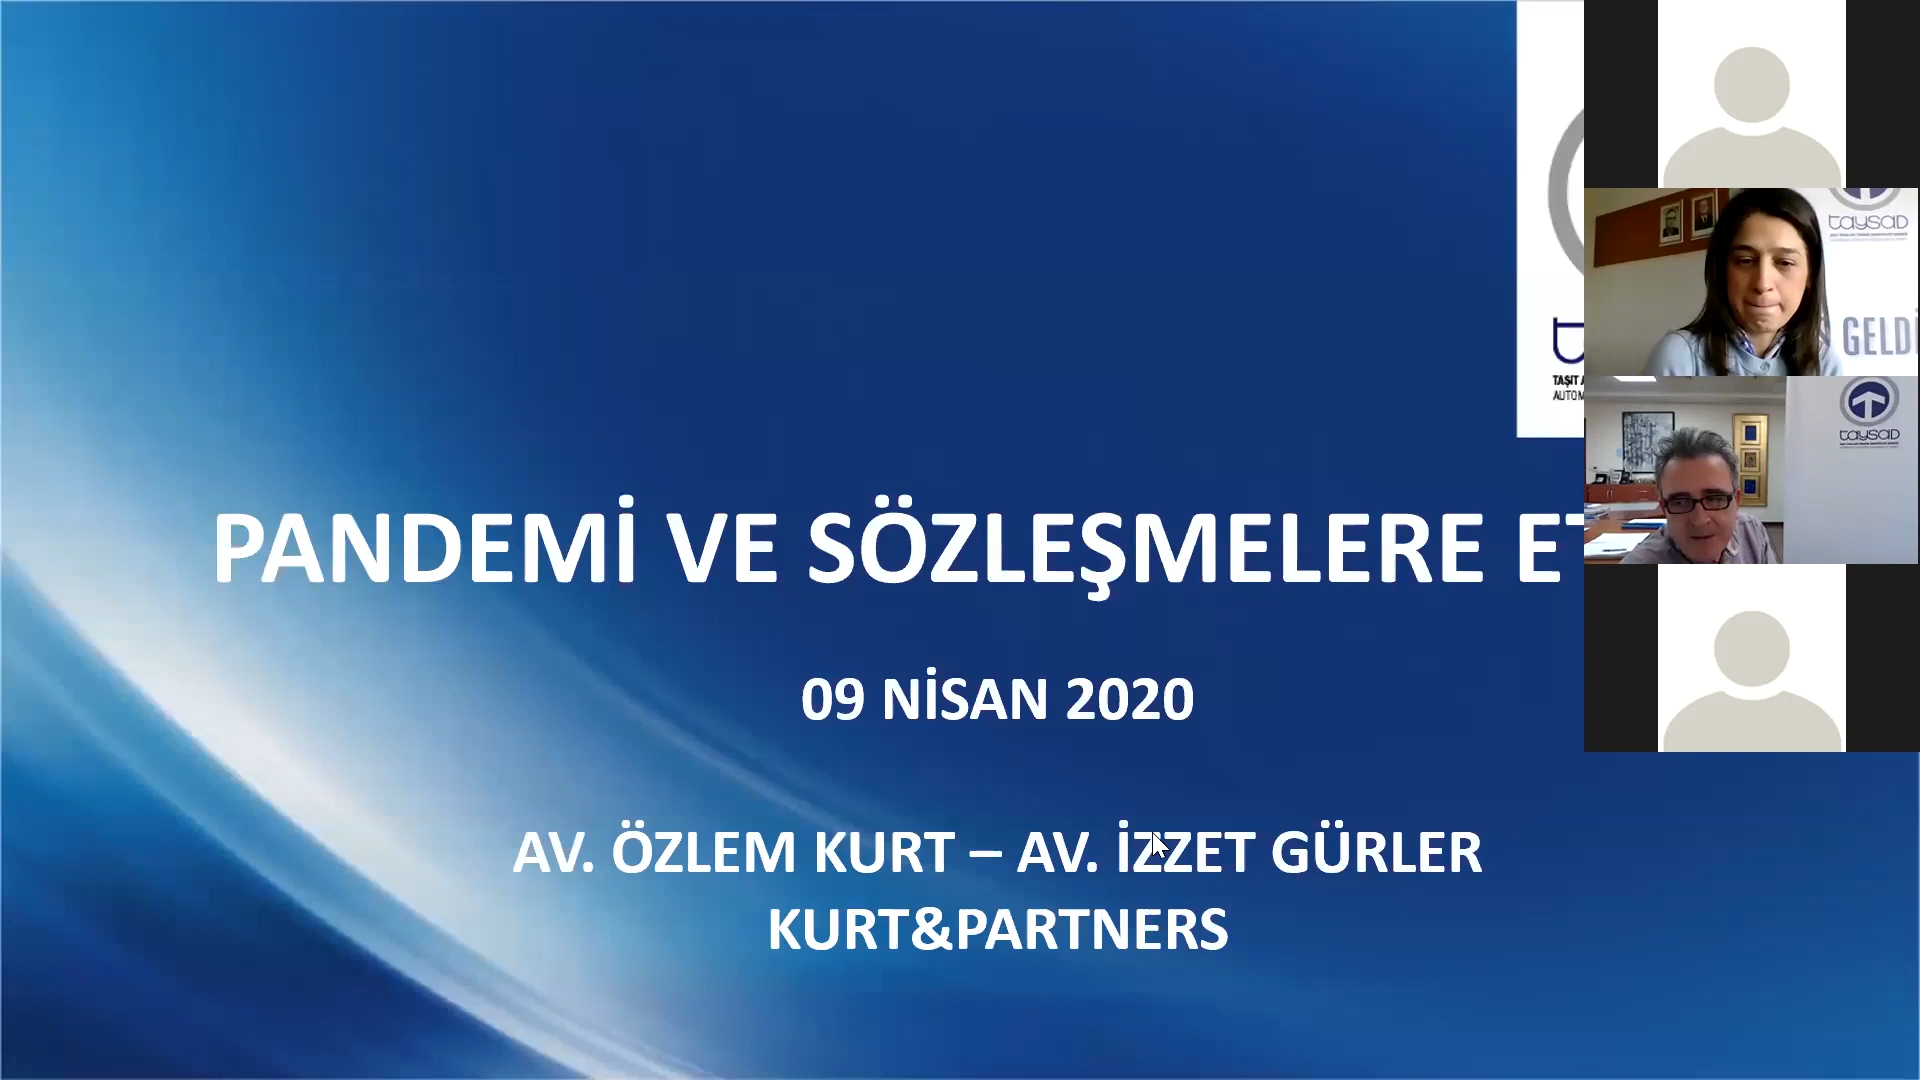 PANDEMİ VE SÖZLEŞMELERE ET
09 NİSAN 2020
AV. ÖZLEM KURT – AV. İZZET GÜRLER
KURT&PARTNERS
TAŞIT A
AUTOM
taysad
GELDİ
taysad